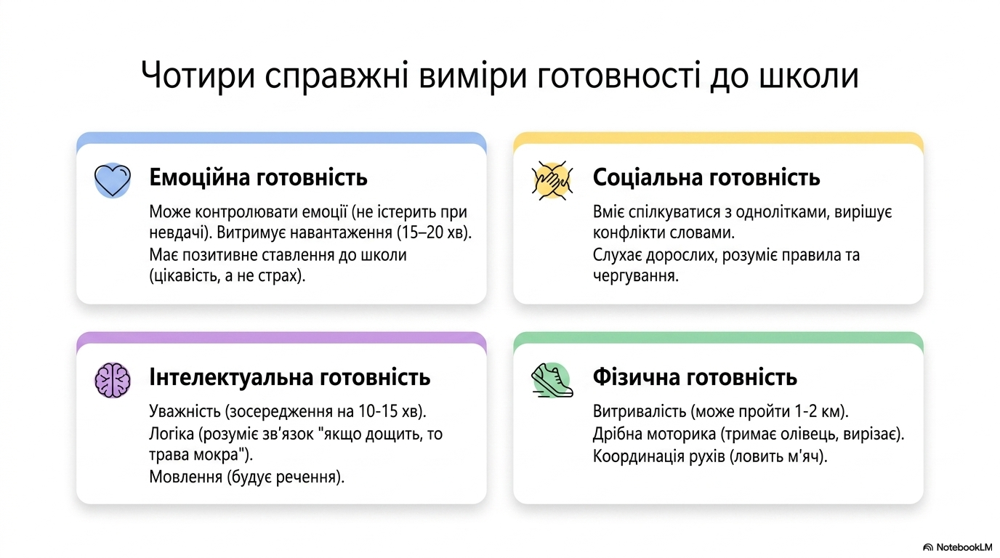 Чотири справжні виміри готовності до школи
Емоційна готовність
Може контролювати емоції (не істерить при
невдачі). Витримує навантаження (15–20 хв).
Має позитивне ставлення до школи
(цікавість, а не страх).
Соціальна готовність
Вміє спілкуватися з однолітками, вирішує
конфлікти словами.
Слухає дорослих, розуміє правила та
чергування.
Інтелектуальна готовність
Уважність (зосередження на 10-15 хв).
Логіка (розуміє зв’язок "якщо дощить, то
трава мокра").
Мовлення (будує речення).
Фізична готовність
Витривалість (може пройти 1-2 км).
Дрібна моторика (тримає олівець, вирізає).
Координація рухів (ловить м’яч).
NotebookLM